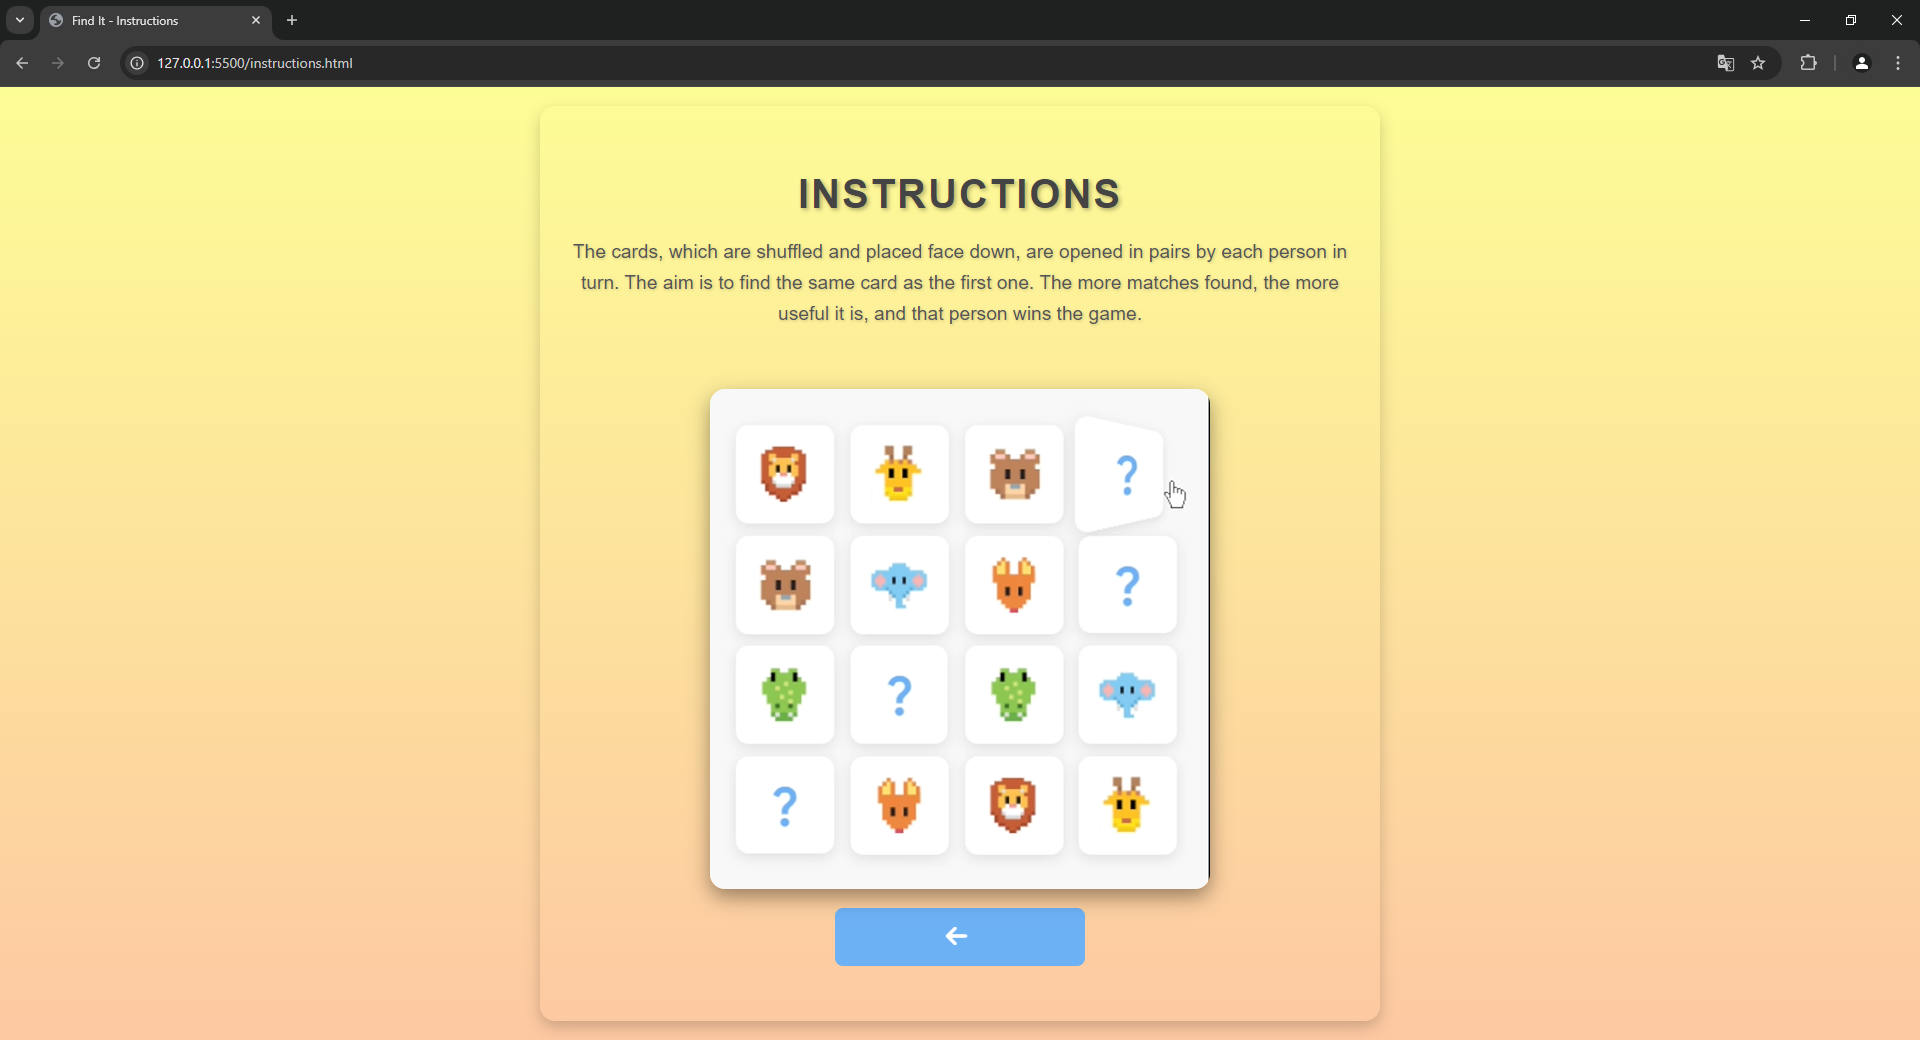 Find It - Instructions
127.0.0.1:5500/instructions.html
INSTRUCTIONS
The cards, which are shuffled and placed face down, are opened in pairs by each person in
turn. The aim is to find the same card as the first one. The more matches found, the more
useful it is, and that person wins the game.
?
?
?
?